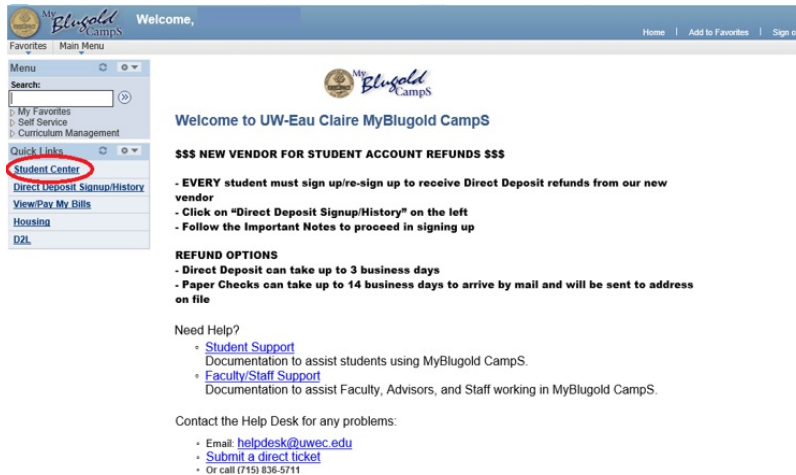 My Blugold CampS
Welcome,
Home | Add to Favorites | Sign o
Favorites Main Menu
Menu
Search:
My Favorites
Self Service
Curriculum Management
Quick Links
Student Center
Direct Deposit Signup/History
View/Pay My Bills
Housing
D2L
My Blugold CampS
Welcome to UW-Eau Claire MyBlugold CampS
$$$ NEW VENDOR FOR STUDENT ACCOUNT REFUNDS $$$
- EVERY student must sign up/re-sign up to receive Direct Deposit refunds from our new
vendor
- Click on “Direct Deposit Signup/History” on the left
- Follow the Important Notes to proceed in signing up
REFUND OPTIONS
- Direct Deposit can take up to 3 business days
- Paper Checks can take up to 14 business days to arrive by mail and will be sent to address
on file
Need Help?
Student Support
Documentation to assist students using MyBlugold CampS.
Faculty/Staff Support
Documentation to assist Faculty, Advisors, and Staff working in MyBlugold CampS.
Contact the Help Desk for any problems:
Email: helpdesk@uwec.edu
Submit a direct ticket
Or call (715) 836-5711